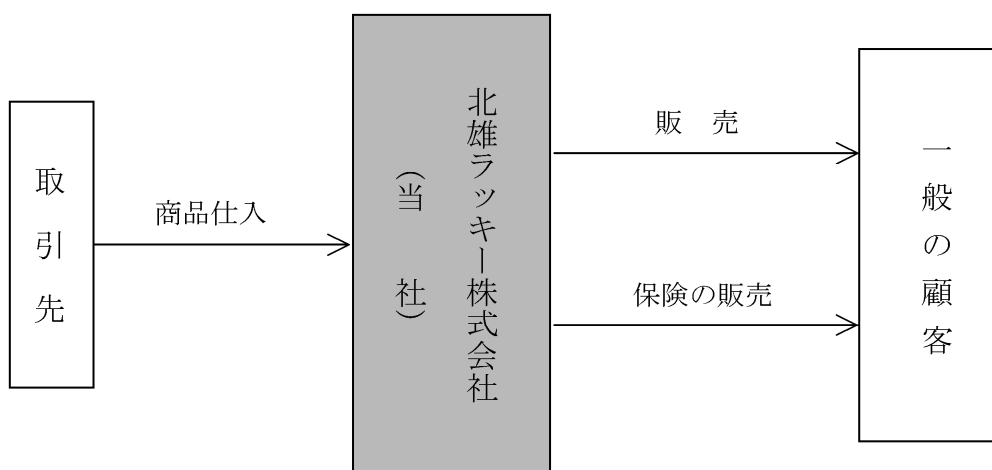 取引先
商品仕入
北雄ラッキー株式会社
（当　　社）
販　売
保険の販売
一般の顧客